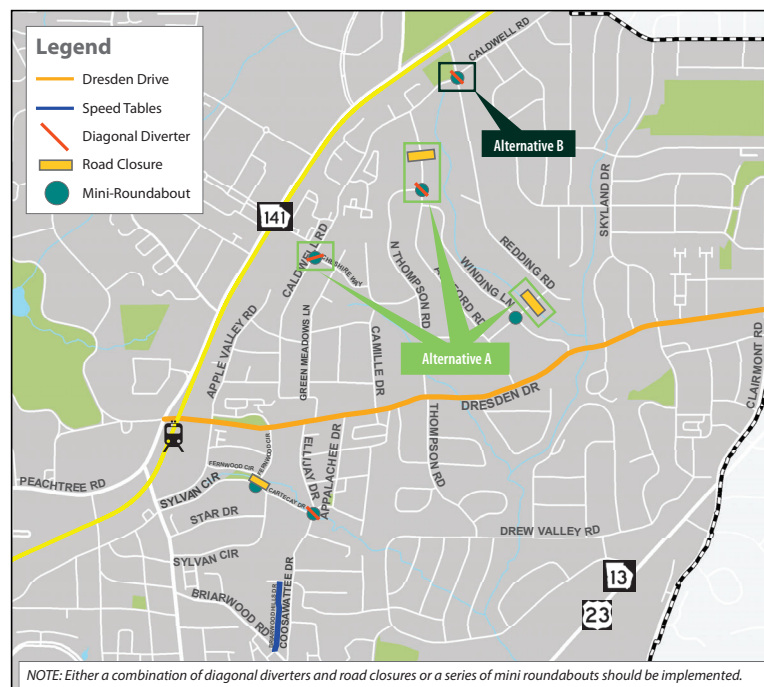 Legend
Dresden Drive
Speed Tables
Diagonal Diverter
Road Closure
Mini-Roundabout
CALDWELL RD
Alternative B
SKYLAND DR
141
CALDWELL RD
N THOMPSON RD
REDDING RD
WINDING LN
APPLE VALLEY RD
GREEN MEADOWS LN
CAMILLE DR
Alternative A
DRESDEN DR
CLAIRMONT RD
THOMPSON RD
PEACHTREE RD
SYLVAN CIR
FERNWOOD CIR
FERNWOOD CIR
ELLIJAY DR
APPALACHEE DR
CARTECAY DR
STAR DR
DREW VALLEY RD
SYLVAN CIR
13
23
BRIARWOOD RD
COOSAWATTEE DR
NOTE: Either a combination of diagonal diverters and road closures or a series of mini roundabouts should be implemented.